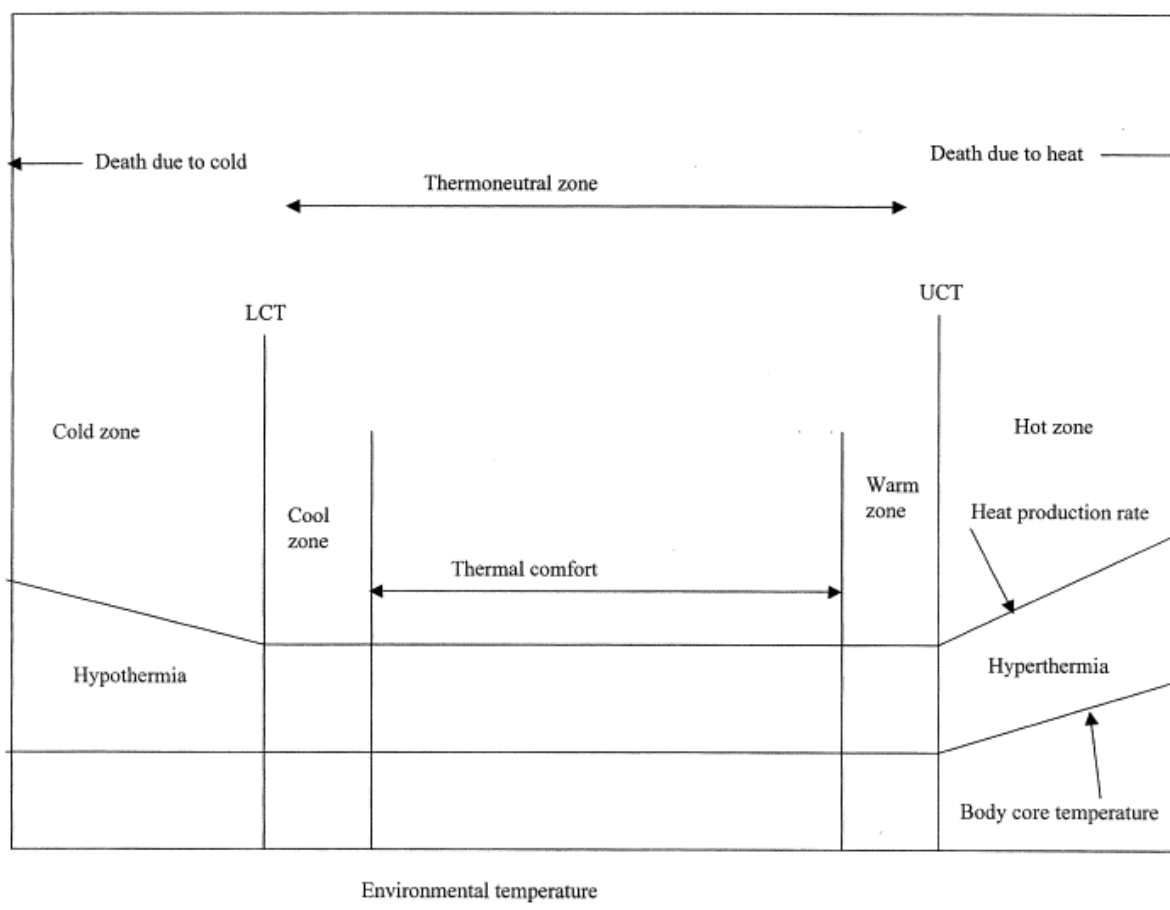 Death due to cold
Death due to heat
Thermoneutral zone
LCT
UCT
Cold zone
Hot zone
Cool
zone
Warm
zone
Heat production rate
Thermal comfort
Hypothermia
Hyperthermia
Body core temperature
Environmental temperature